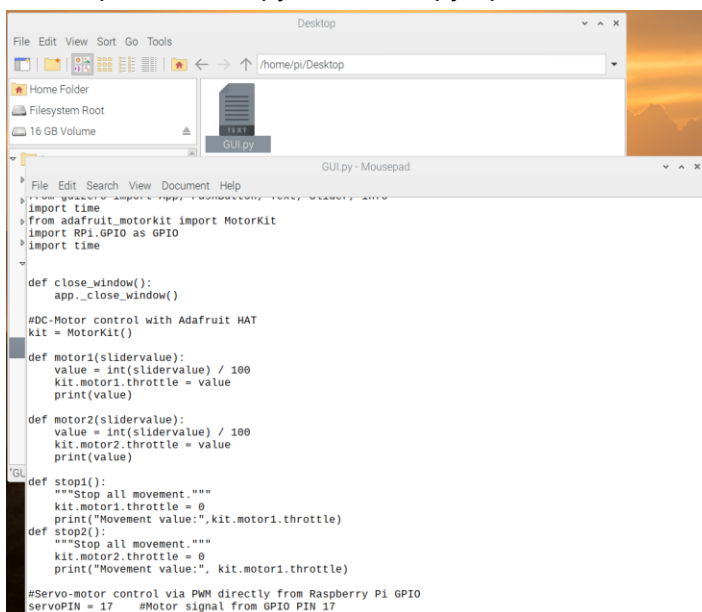 Desktop
File Edit View Sort Go Tools
/home/pi/Desktop
Home Folder
Filesystem Root
16 GB Volume
TEXT
GUI.py
GUI.py - Mousepad
File Edit Search View Document Help
import time
from adafruit_motorkit import MotorKit
import RPi.GPIO as GPIO
import time
def close_window():
app._close_window()
#DC-Motor control with Adafruit HAT
kit = MotorKit()
def motor1(slidervalue):
value = int(slidervalue) / 100
kit.motor1.throttle = value
print(value)
def motor2(slidervalue):
value = int(slidervalue) / 100
kit.motor2.throttle = value
print(value)
"GU
def stop1():
"""Stop all movement."""
kit.motor1.throttle = 0
print("Movement value:",kit.motor1.throttle)
def stop2():
"""Stop all movement."""
kit.motor2.throttle = 0
print("Movement value:", kit.motor1.throttle)
#Servo-motor control via PWM directly from Raspberry Pi GPIO
servoPIN = 17 #Motor signal from GPIO PIN 17